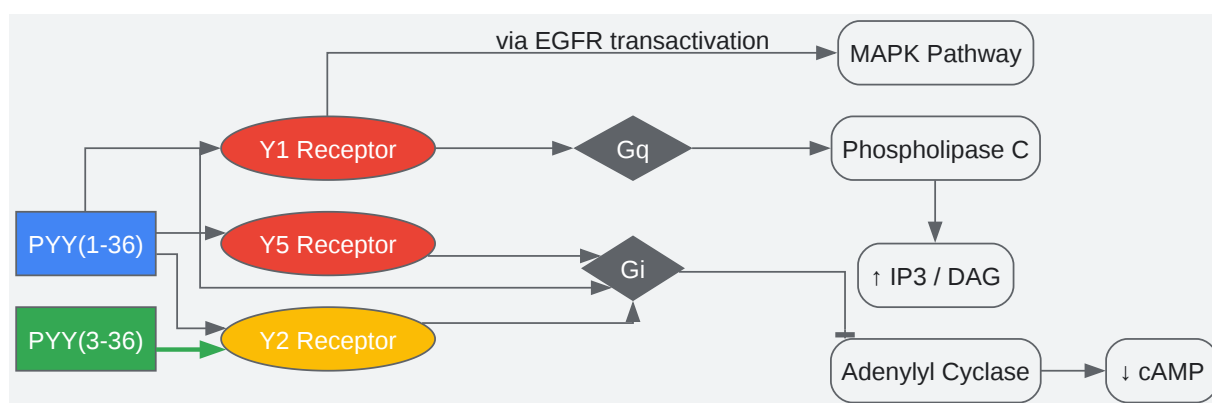 via EGFR transactivation
MAPK Pathway
Y1 Receptor
Gq
Phospholipase C
PYY(1-36)
Y5 Receptor
Gi
↑ IP3 / DAG
PYY(3-36)
Y2 Receptor
Adenylyl Cyclase
↓ cAMP